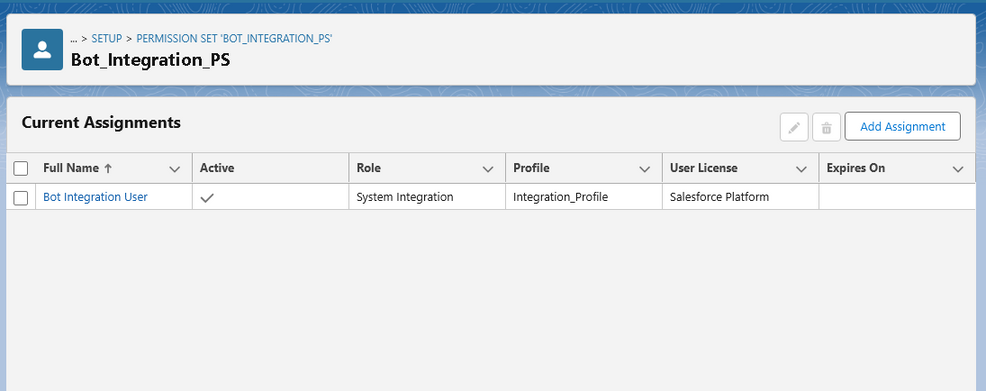 ... > SETUP > PERMISSION SET 'BOT_INTEGRATION_PS'
Bot_Integration_PS
Current Assignments
Add Assignment
Full Name ↑ Active Role Profile User License Expires On
Bot Integration User System Integration Integration_Profile Salesforce Platform